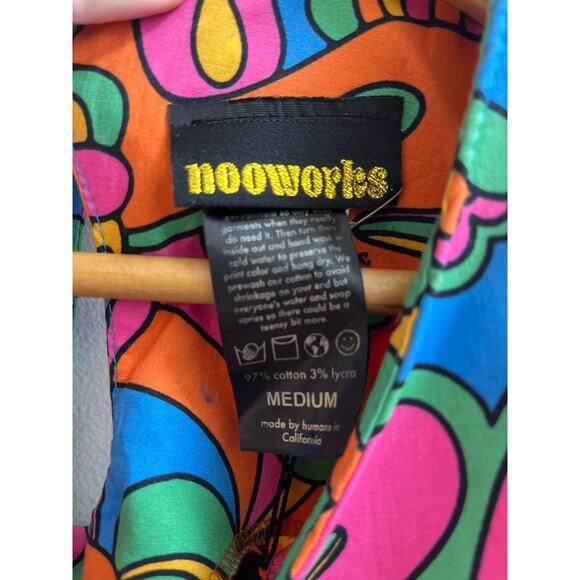 nooworks
garments when they really
do need it. Then turn them
inside out and hand wash in
cold water to preserve the
print color and hang dry. We
prewash our cotton to avoid
shrinkage on your end but
everyone's water and soap
varies so there could be a
teensy bit more.
97% cotton 3% lycra
MEDIUM
made by humans in
California